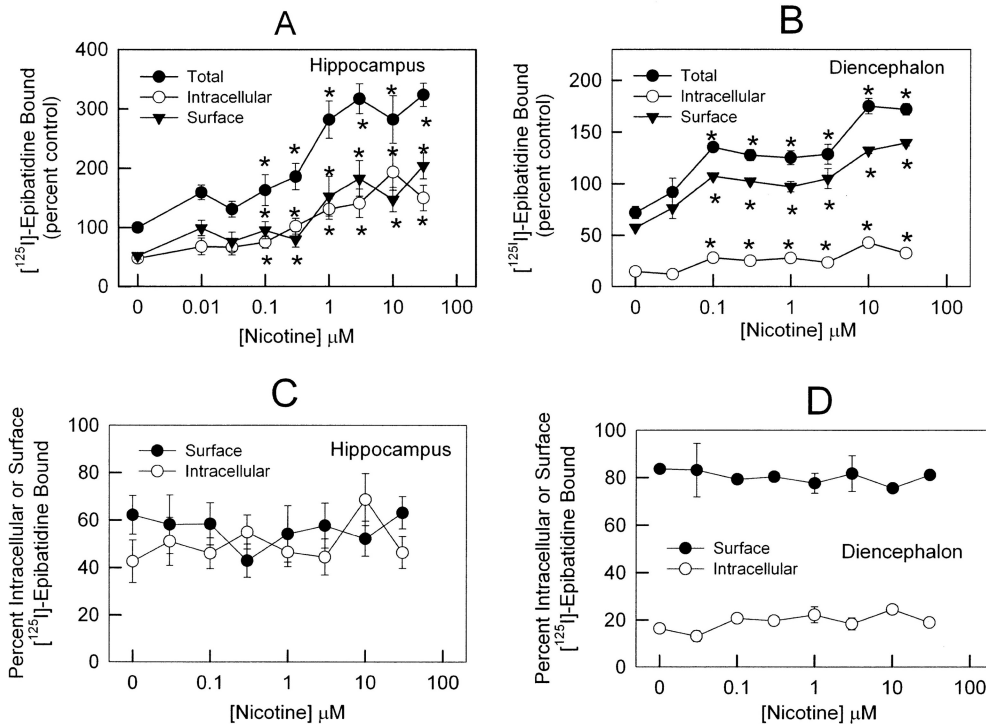 A
[125I]-Epibatidine Bound
(percent control)
400
300
200
100
0
Total
Intracellular
Surface
Hippocampus
* * * * * *
* * * * * *
* * * * * *
0 0.01 0.1 1 10 100
[Nicotine] μM
B
[125I]-Epibatidine Bound
(percent control)
200
150
100
50
0
Total
Intracellular
Surface
Diencephalon
* * * * * *
* * * * * *
* * * * * *
0 0.1 1 10 100
[Nicotine] μM
C
Percent Intracellular or Surface
[125I]-Epibatidine Bound
100
80
60
40
20
0
Surface
Intracellular
Hippocampus
0 0.1 1 10 100
[Nicotine] μM
D
Percent Intracellular or Surface
[125I]-Epibatidine Bound
100
80
60
40
20
0
Surface
Intracellular
Diencephalon
0 0.1 1 10 100
[Nicotine] μM